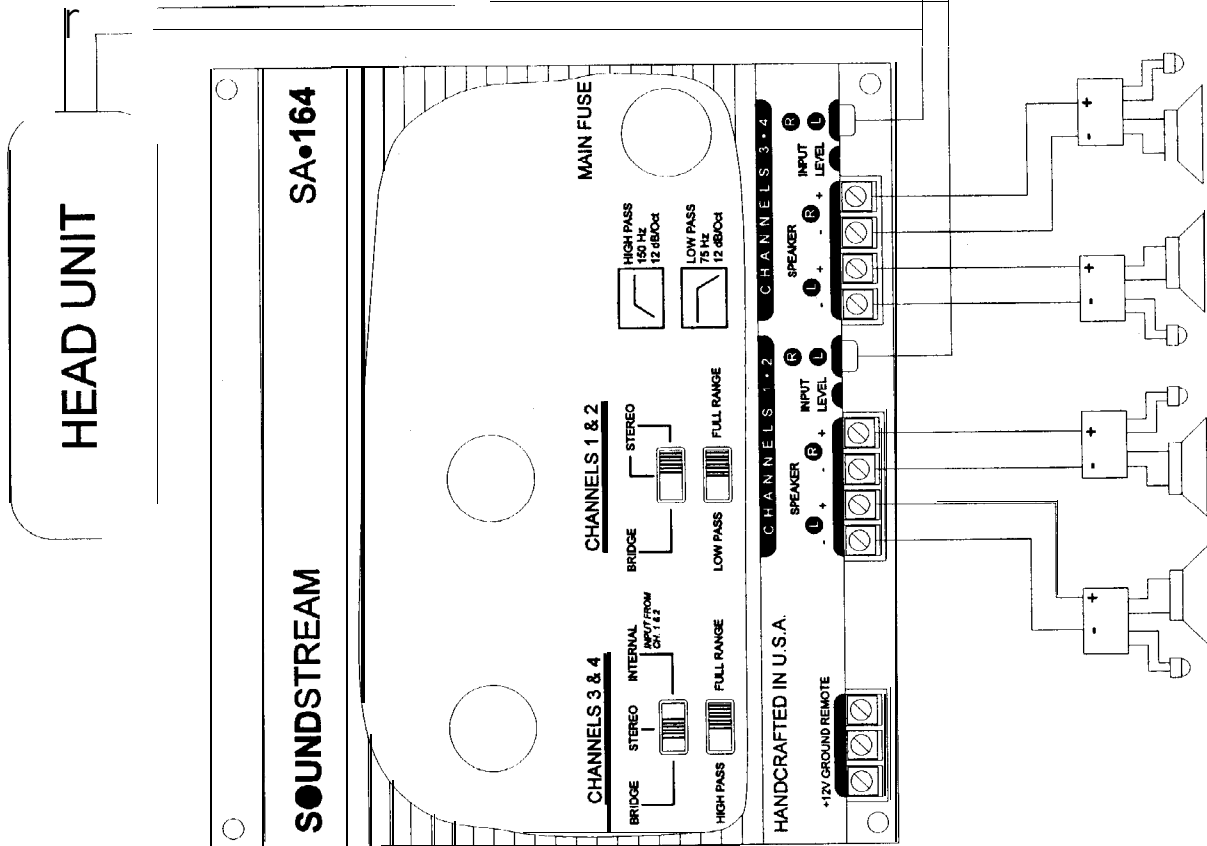 r
HEAD UNIT
SOUNDSTREAM
SA•164
MAIN FUSE
HIGH PASS
150 Hz
12 dB/Oct
LOW PASS
75 Hz
12 dB/Oct
CHANNELS 3 & 4
BRIDGE
STEREO
INTERNAL
INPUT FROM
CH. 1 & 2
HIGH PASS
FULL RANGE
CHANNELS 1 & 2
BRIDGE
STEREO
LOW PASS
FULL RANGE
HANDCRAFTED IN U.S.A.
+12V GROUND REMOTE
CHANNELS 1•2
SPEAKER
- L + - R +
INPUT
LEVEL
R
L
CHANNELS 3•4
SPEAKER
- L + - R +
INPUT
LEVEL
R
L
- +
- +
- +
- +